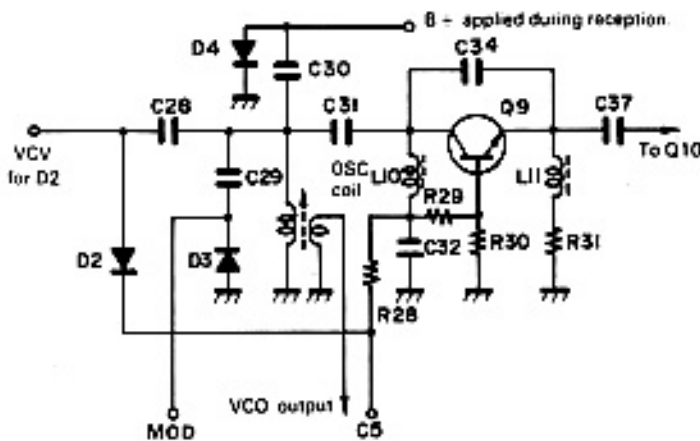 B + applied during reception.
D4
C34
C30
C28
C31
Q9
C37
VCV
for D2
To Q10
C29
OSC
coil
L10
L11
R29
D2
D3
C32
R30
R31
R28
VCO output
MOD
C5